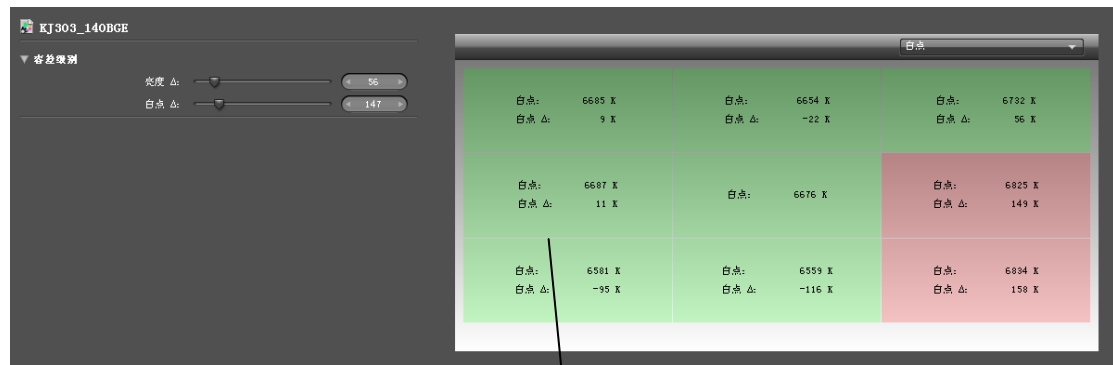 KJ303_140BGE
容差级别
亮度 Δ: 56
白点 Δ: 147
白点
白点: 6685 K 白点: 6654 K 白点: 6732 K
白点 Δ: 9 K 白点 Δ: -22 K 白点 Δ: 56 K
白点: 6687 K 白点: 6676 K 白点: 6825 K
白点 Δ: 11 K 白点 Δ: 149 K
白点: 6581 K 白点: 6559 K 白点: 6834 K
白点 Δ: -95 K 白点 Δ: -116 K 白点 Δ: 158 K